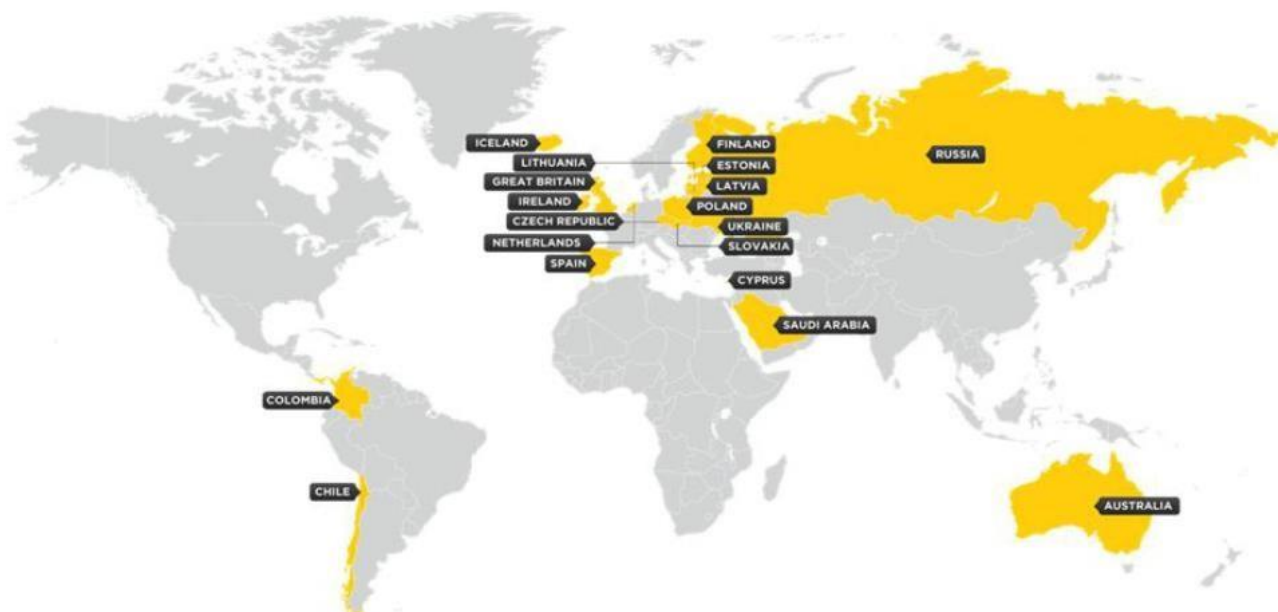 ICELAND
FINLAND
LITHUANIA
ESTONIA
RUSSIA
GREAT BRITAIN
LATVIA
IRELAND
POLAND
CZECH REPUBLIC
UKRAINE
NETHERLANDS
SLOVAKIA
SPAIN
CYPRUS
SAUDI ARABIA
COLOMBIA
CHILE
AUSTRALIA